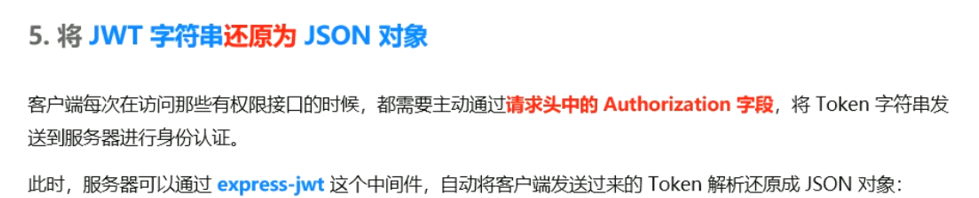 5. 将 JWT 字符串还原为 JSON 对象
客户端每次在访问那些有权限接口的时候，都需要主动通过请求头中的 Authorization 字段，将 Token 字符串发
送到服务器进行身份认证。
此时，服务器可以通过 express-jwt 这个中间件，自动将客户端发送过来的 Token 解析还原成 JSON 对象：